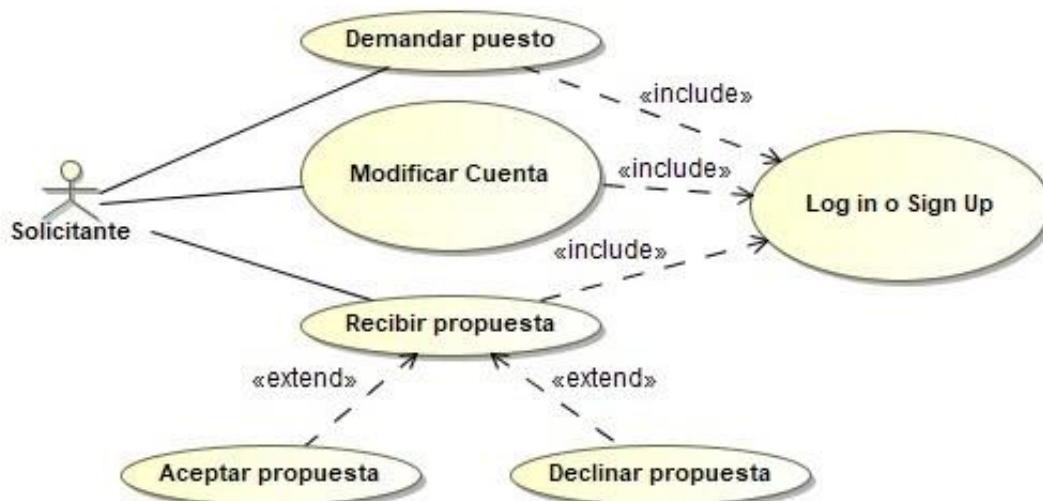 Demandar puesto
«include»
Modificar Cuenta
«include»
Log in o Sign Up
Solicitante
«include»
Recibir propuesta
«extend»
«extend»
Aceptar propuesta
Declinar propuesta